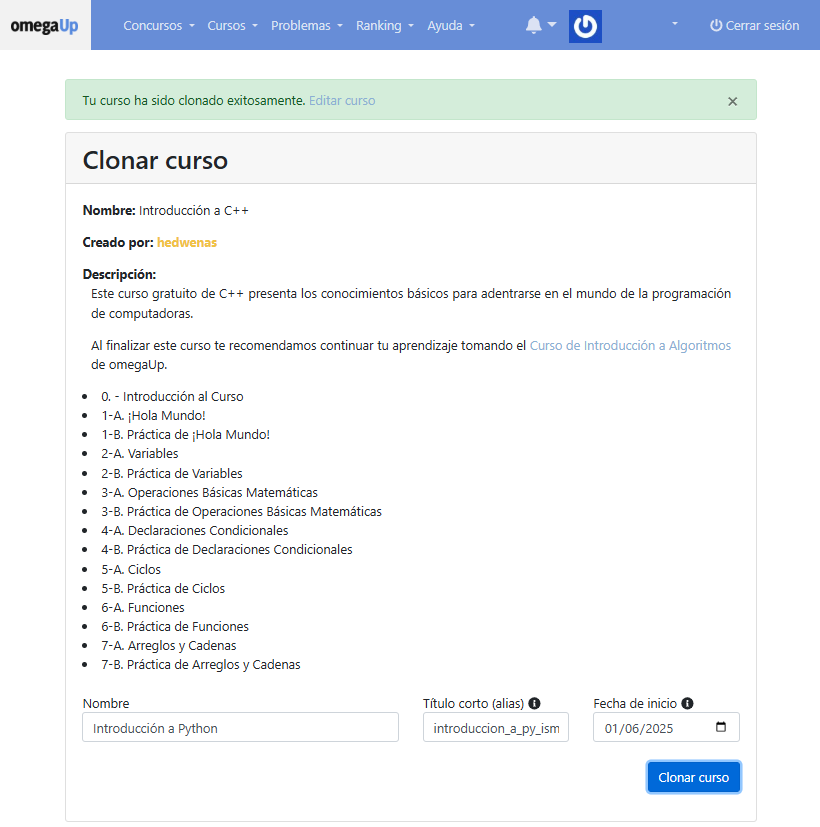 omegaUp Concursos Cursos Problemas Ranking Ayuda Cerrar sesión
Tu curso ha sido clonado exitosamente. Editar curso ×
Clonar curso
Nombre: Introducción a C++
Creado por: hedwenas
Descripción:
Este curso gratuito de C++ presenta los conocimientos básicos para adentrarse en el mundo de la programación
de computadoras.
Al finalizar este curso te recomendamos continuar tu aprendizaje tomando el Curso de Introducción a Algoritmos
de omegaUp.
• 0. - Introducción al Curso
• 1-A. ¡Hola Mundo!
• 1-B. Práctica de ¡Hola Mundo!
• 2-A. Variables
• 2-B. Práctica de Variables
• 3-A. Operaciones Básicas Matemáticas
• 3-B. Práctica de Operaciones Básicas Matemáticas
• 4-A. Declaraciones Condicionales
• 4-B. Práctica de Declaraciones Condicionales
• 5-A. Ciclos
• 5-B. Práctica de Ciclos
• 6-A. Funciones
• 6-B. Práctica de Funciones
• 7-A. Arreglos y Cadenas
• 7-B. Práctica de Arreglos y Cadenas
Nombre Título corto (alias) Fecha de inicio
Introducción a Python introduccion_a_py_ism 01/06/2025
Clonar curso